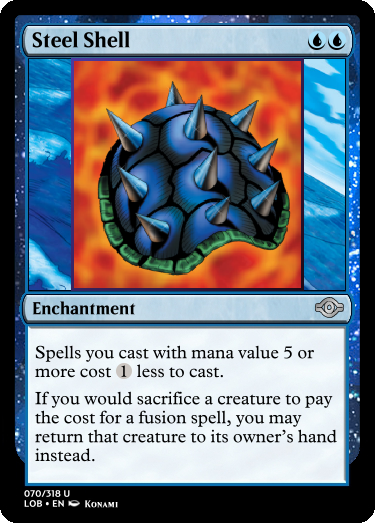 Steel Shell
Enchantment
Spells you cast with mana value 5 or
more cost 1 less to cast.
If you would sacrifice a creature to pay
the cost for a fusion spell, you may
return that creature to its owner's hand
instead.
070/318 U
LOB • EN Konami